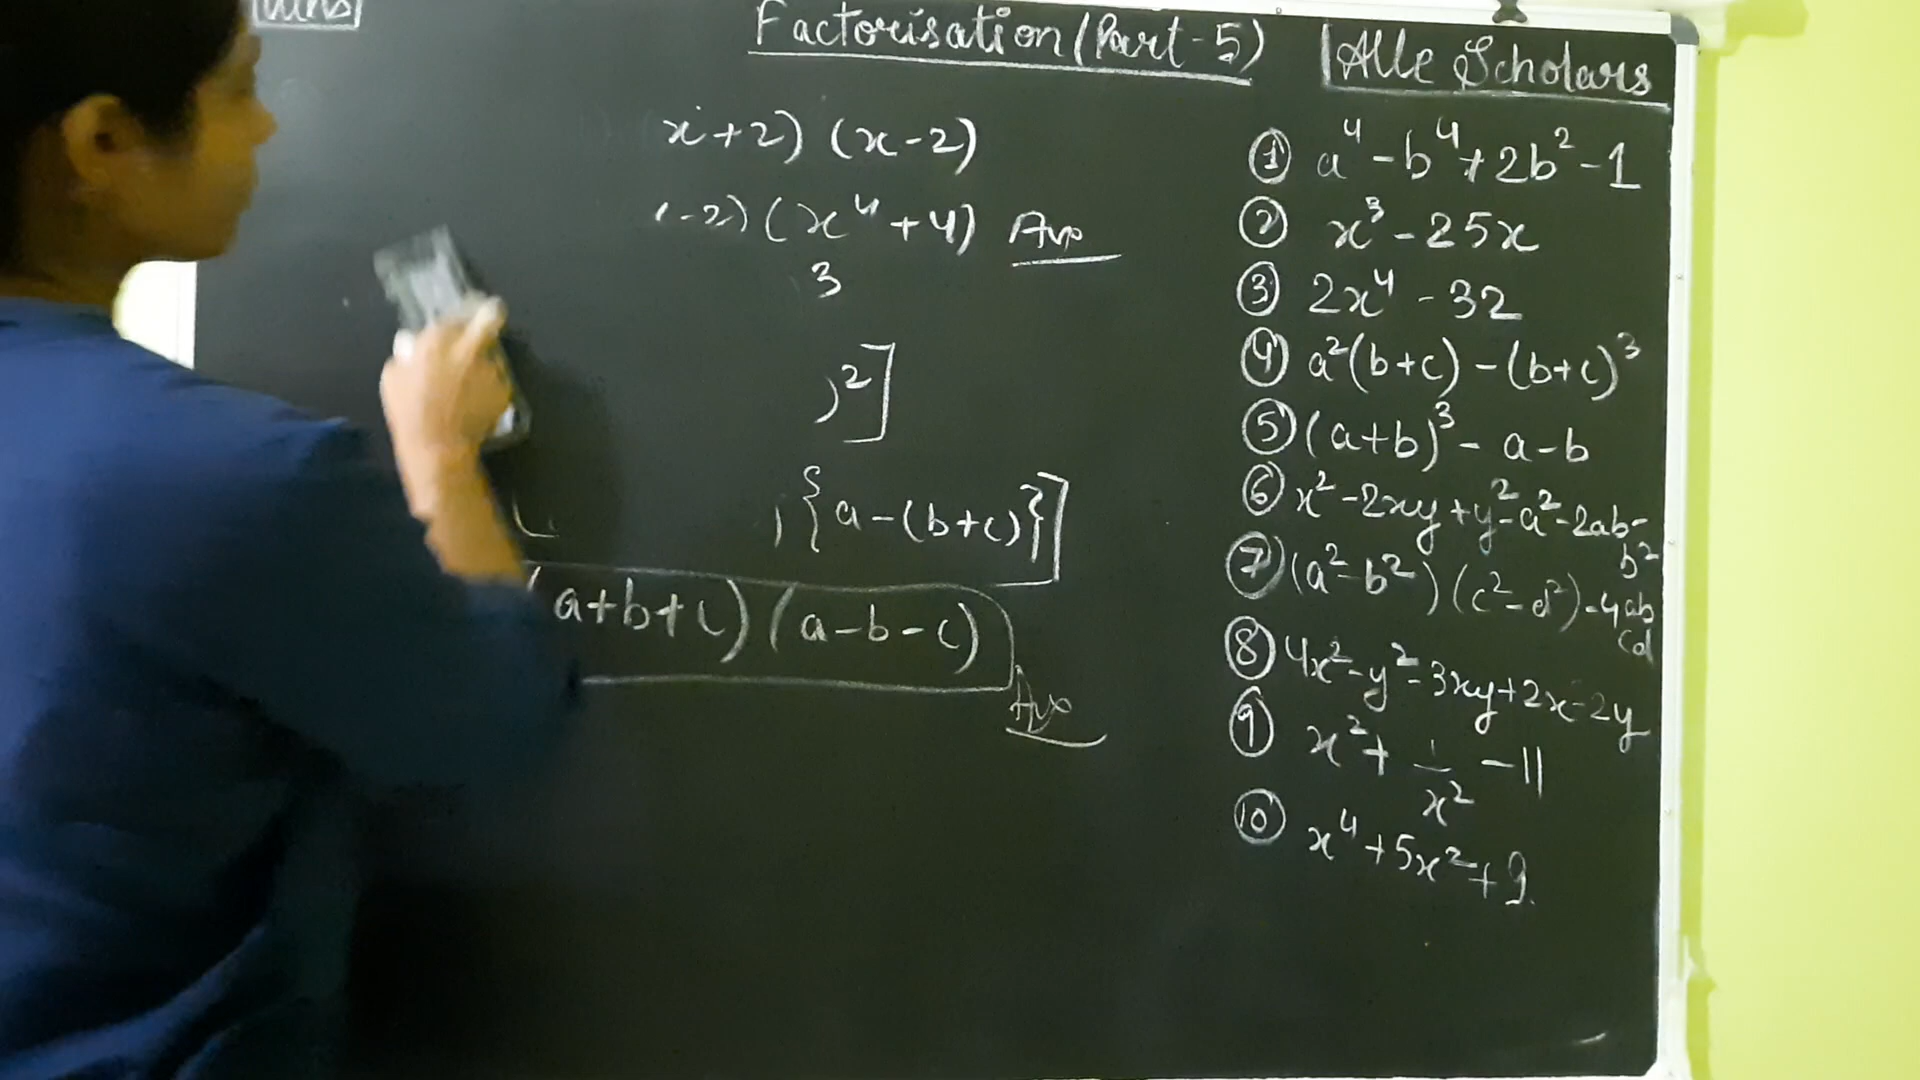 Factorisation (Part-5)
Alle Scholars
x+2) (x-2)
-2) (x⁴+4) Ans
3
)²]
{a-(b+c)}]
(a+b+c) (a-b-c)
Ans
① a⁴-b⁴+2b²-1
② x³-25x
③ 2x⁴-32
④ a²(b+c)-(b+c)³
⑤ (a+b)³-a-b
⑥ x²-2xy+y²-a²-2ab-
b²
⑦ (a²-b²)(c²-d²)-4ab
cd
⑧ 4x²-y²-3xy+2x-2y
⑨ x²+1/x²-11
⑩ x⁴+5x²+9